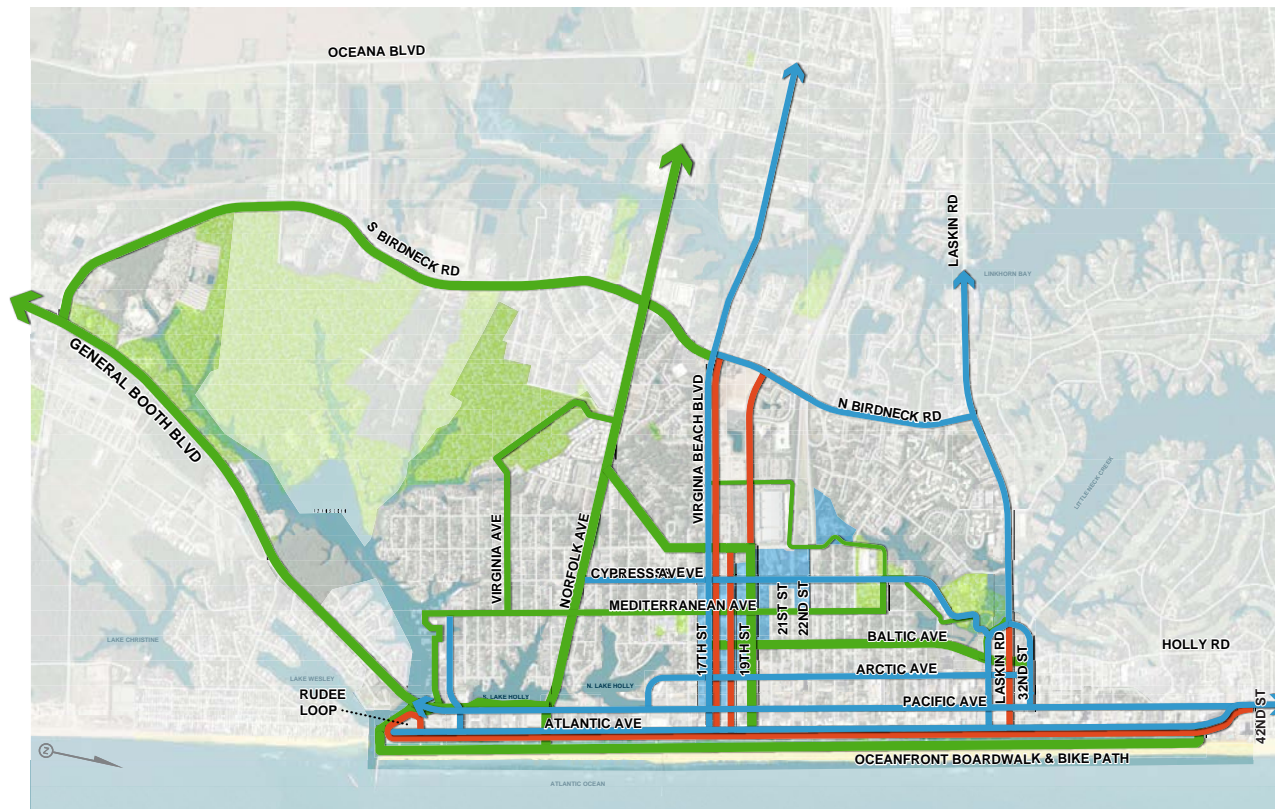 OCEANA BLVD
LASKIN RD
S BIRDNECK RD
LINKHORN BAY
GENERAL BOOTH BLVD
N BIRDNECK RD
VIRGINIA BEACH BLVD
LITTLE NECK CREEK
VIRGINIA AVE
NORFOLK AVE
CYPRESS AVE
MEDITERRANEAN AVE
21ST ST
22ND ST
17TH ST
19TH ST
BALTIC AVE
LAKE CHRISTINE
HOLLY RD
LASKIN RD
32ND ST
ARCTIC AVE
LAKE WESLEY
N. LAKE HOLLY
S. LAKE HOLLY
RUDEE
LOOP
PACIFIC AVE
42ND ST
ATLANTIC AVE
Z
OCEANFRONT BOARDWALK & BIKE PATH
ATLANTIC OCEAN